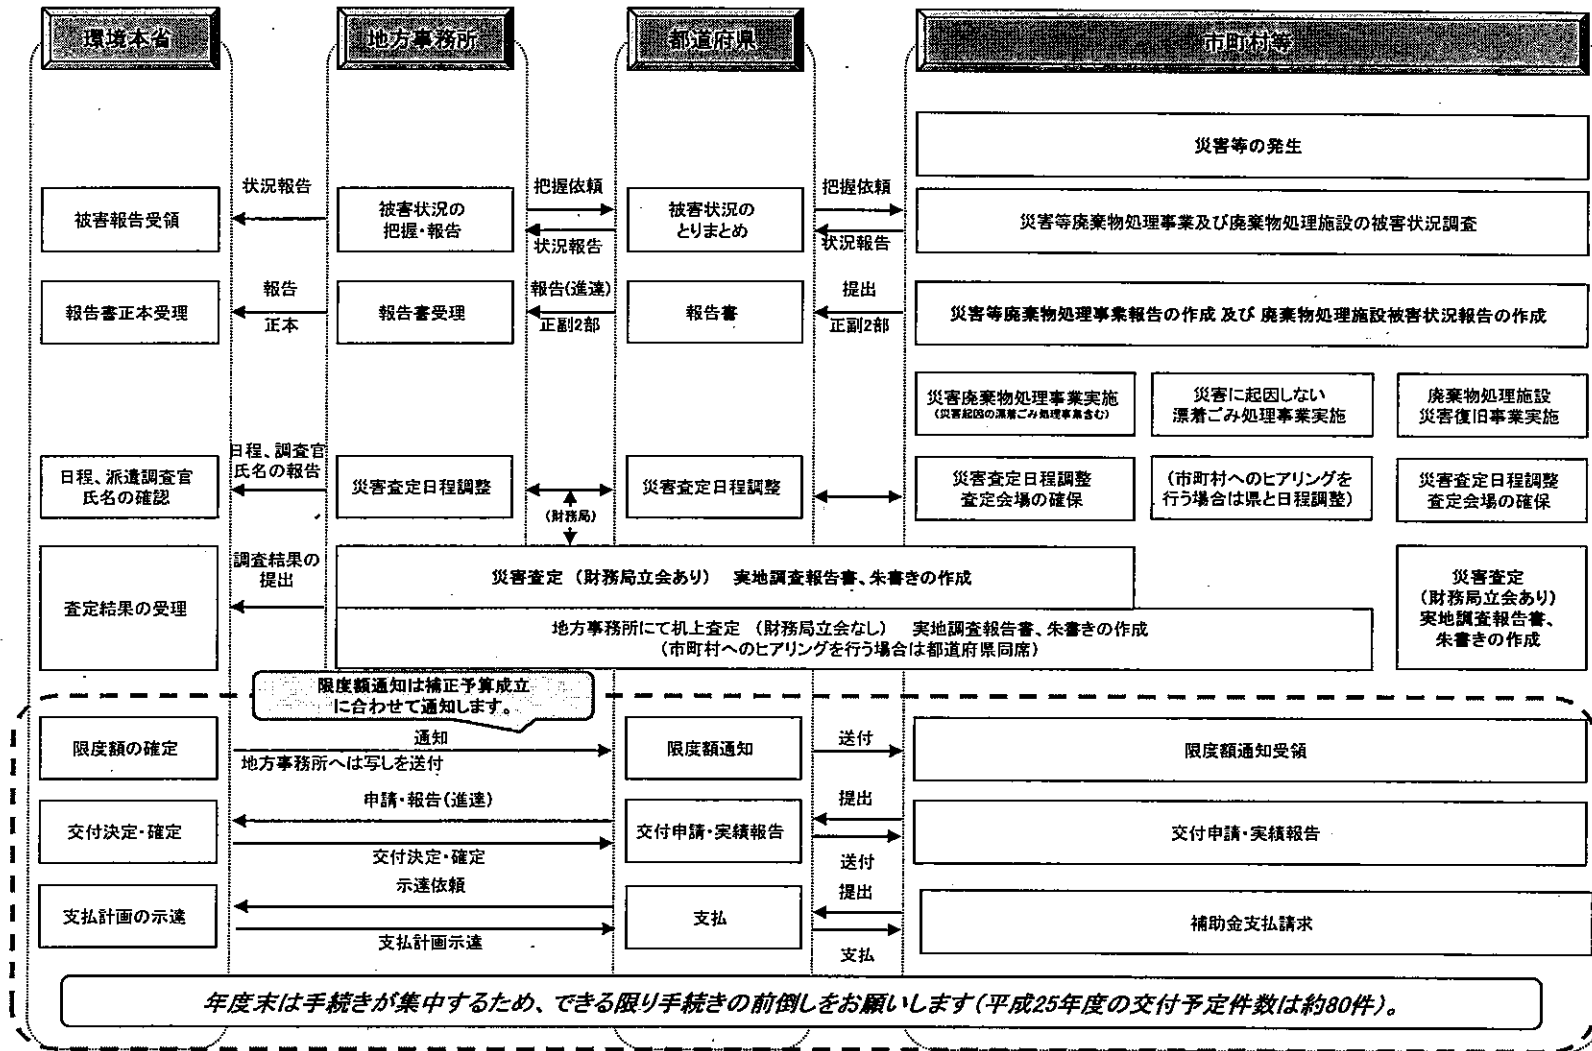 環境本省
地方事務所
都道府県
市町村等
災害等の発生
被害報告受領
状況報告
被害状況の
把握・報告
把握依頼
状況報告
被害状況の
とりまとめ
把握依頼
状況報告
災害等廃棄物処理事業及び廃棄物処理施設の被害状況調査
報告書正本受理
報告
正本
報告書受理
報告(進達)
正副2部
報告書
提出
正副2部
災害等廃棄物処理事業報告の作成 及び 廃棄物処理施設被害状況報告の作成
災害廃棄物処理事業実施
(災害起因の漂着ごみ処理事業含む)
災害に起因しない
漂着ごみ処理事業実施
廃棄物処理施設
災害復旧事業実施
日程、派遣調査官
氏名の確認
日程、調査官
氏名の報告
災害査定日程調整
(財務局)
災害査定日程調整
災害査定日程調整
査定会場の確保
(市町村へのヒアリングを
行う場合は県と日程調整)
災害査定日程調整
査定会場の確保
査定結果の受理
調査結果の
提出
災害査定 (財務局立会あり) 実地調査報告書、朱書きの作成
地方事務所にて机上査定 (財務局立会なし) 実地調査報告書、朱書きの作成
(市町村へのヒアリングを行う場合は都道府県同席)
災害査定
(財務局立会あり)
実地調査報告書、
朱書きの作成
限度額通知は補正予算成立
に合わせて通知します。
限度額の確定
通知
地方事務所へは写しを送付
限度額通知
送付
限度額通知受領
交付決定・確定
申請・報告(進達)
交付決定・確定
交付申請・実績報告
提出
送付
交付申請・実績報告
支払計画の示達
示達依頼
支払計画示達
支払
提出
支払
補助金支払請求
年度末は手続きが集中するため、できる限り手続きの前倒しをお願いします(平成25年度の交付予定件数は約80件)。